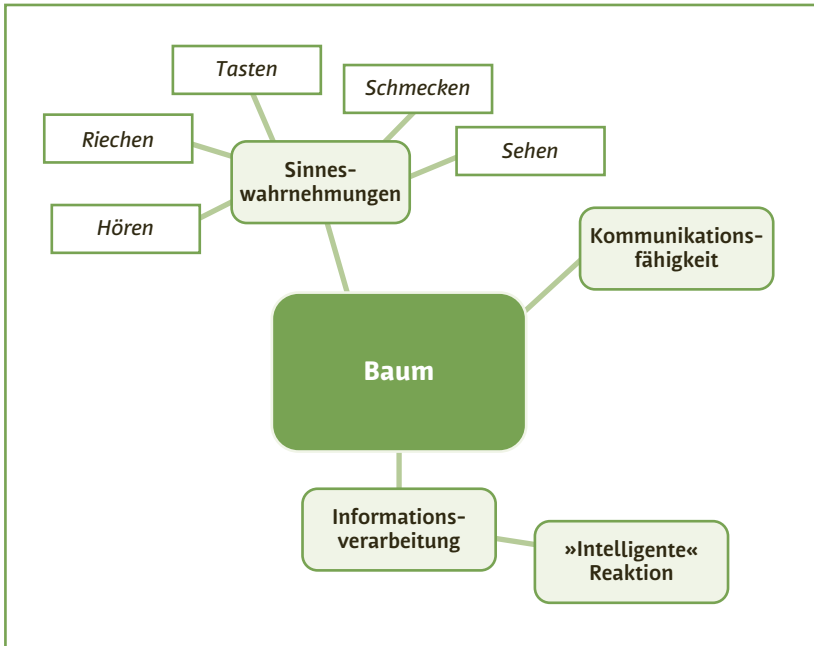 Tasten
Schmecken
Riechen
Sehen
Sinnes-
wahrnehmungen
Hören
Kommunikations-
fähigkeit
Baum
Informations-
verarbeitung
»Intelligente«
Reaktion